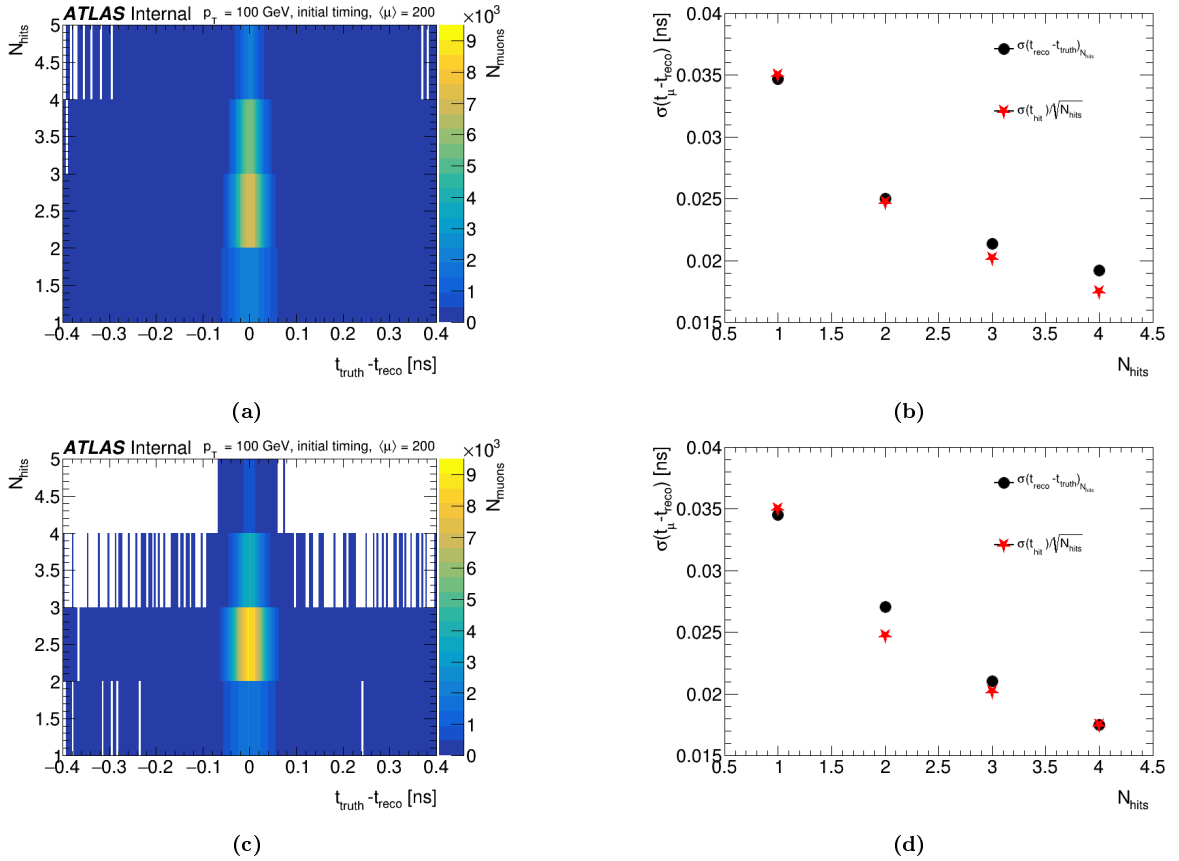 ATLAS Internal p_T = 100 GeV, initial timing, ⟨μ⟩ = 200
×10³
N_hits
5
4.5
4
3.5
3
2.5
2
1.5
1
−0.4 −0.3 −0.2 −0.1 0 0.1 0.2 0.3 0.4
t_truth -t_reco [ns]
9
8
7
6
5
4
3
2
1
0
N_muons
(a)
σ(t_μ-t_reco) [ns]
0.04
0.035
0.03
0.025
0.02
0.015
0.5 1 1.5 2 2.5 3 3.5 4 4.5
N_hits
σ(t_reco -t_truth)_N_hits
σ(t_hit )/√N_hits
(b)
ATLAS Internal p_T = 100 GeV, initial timing, ⟨μ⟩ = 200
×10³
N_hits
5
4.5
4
3.5
3
2.5
2
1.5
1
−0.4 −0.3 −0.2 −0.1 0 0.1 0.2 0.3 0.4
t_truth -t_reco [ns]
9
8
7
6
5
4
3
2
1
0
N_muons
(c)
σ(t_μ-t_reco) [ns]
0.04
0.035
0.03
0.025
0.02
0.015
0.5 1 1.5 2 2.5 3 3.5 4 4.5
N_hits
σ(t_reco -t_truth)_N_hits
σ(t_hit )/√N_hits
(d)